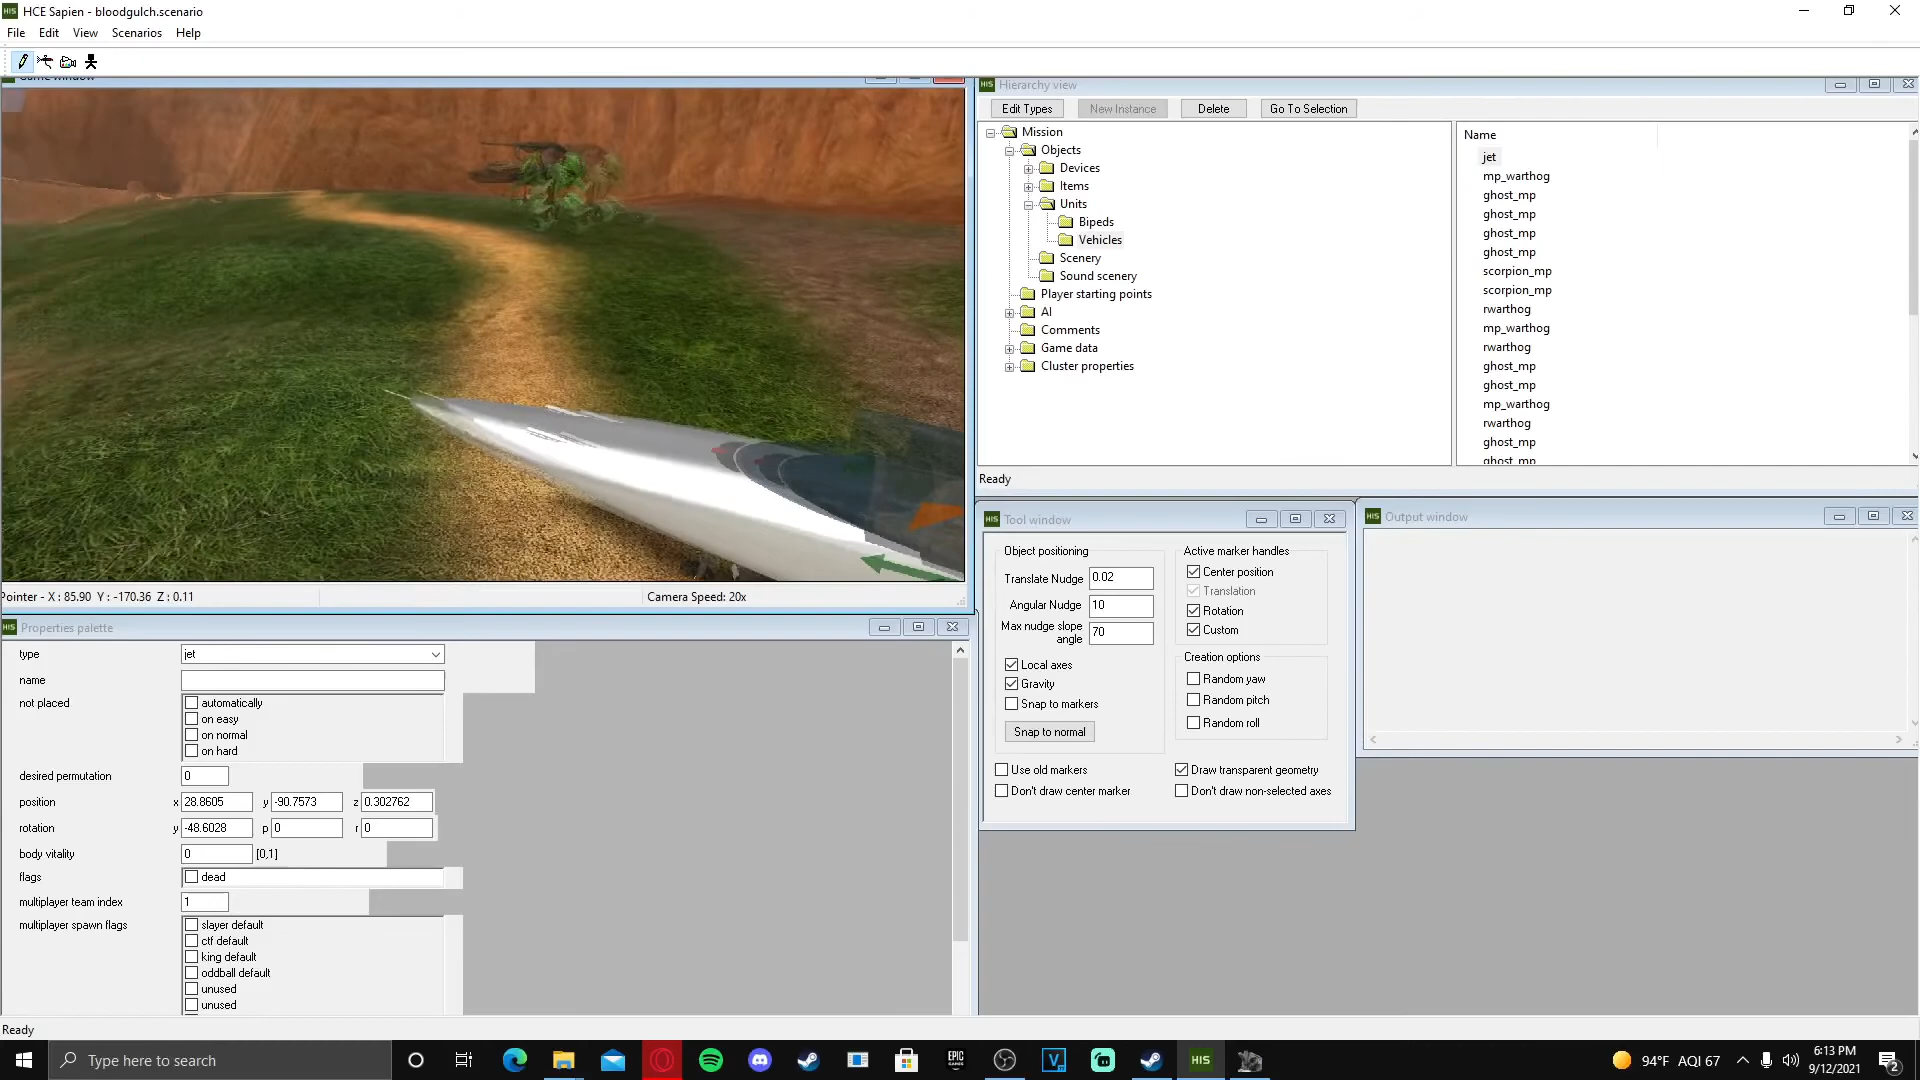 HIS HCE Sapien - bloodgulch.scenario
File Edit View Scenarios Help
HIS Hierarchy view
Edit Types New Instance Delete Go To Selection
Mission
Objects
Devices
Items
Units
Bipeds
Vehicles
Scenery
Sound scenery
Player starting points
AI
Comments
Game data
Cluster properties
Name
jet
mp_warthog
ghost_mp
ghost_mp
ghost_mp
ghost_mp
scorpion_mp
scorpion_mp
rwarthog
mp_warthog
rwarthog
ghost_mp
ghost_mp
mp_warthog
rwarthog
ghost_mp
ghost_mp
Ready
Pointer - X : 85.90 Y : -170.36 Z : 0.11 Camera Speed: 20x
HIS Properties palette
type jet
name
not placed automatically
on easy
on normal
on hard
desired permutation 0
position x 28.8605 y -90.7573 z 0.302762
rotation y -48.6028 p 0 r 0
body vitality 0 [0,1]
flags dead
multiplayer team index 1
multiplayer spawn flags slayer default
ctf default
king default
oddball default
unused
unused
HIS Tool window
Object positioning
Translate Nudge 0.02
Angular Nudge 10
Max nudge slope angle 70
Local axes
Gravity
Snap to markers
Snap to normal
Active marker handles
Center position
Translation
Rotation
Custom
Creation options
Random yaw
Random pitch
Random roll
Use old markers Draw transparent geometry
Don't draw center marker Don't draw non-selected axes
HIS Output window
Ready
Type here to search
EPIC GAMES
HIS
94°F AQI 67
6:13 PM
9/12/2021
2